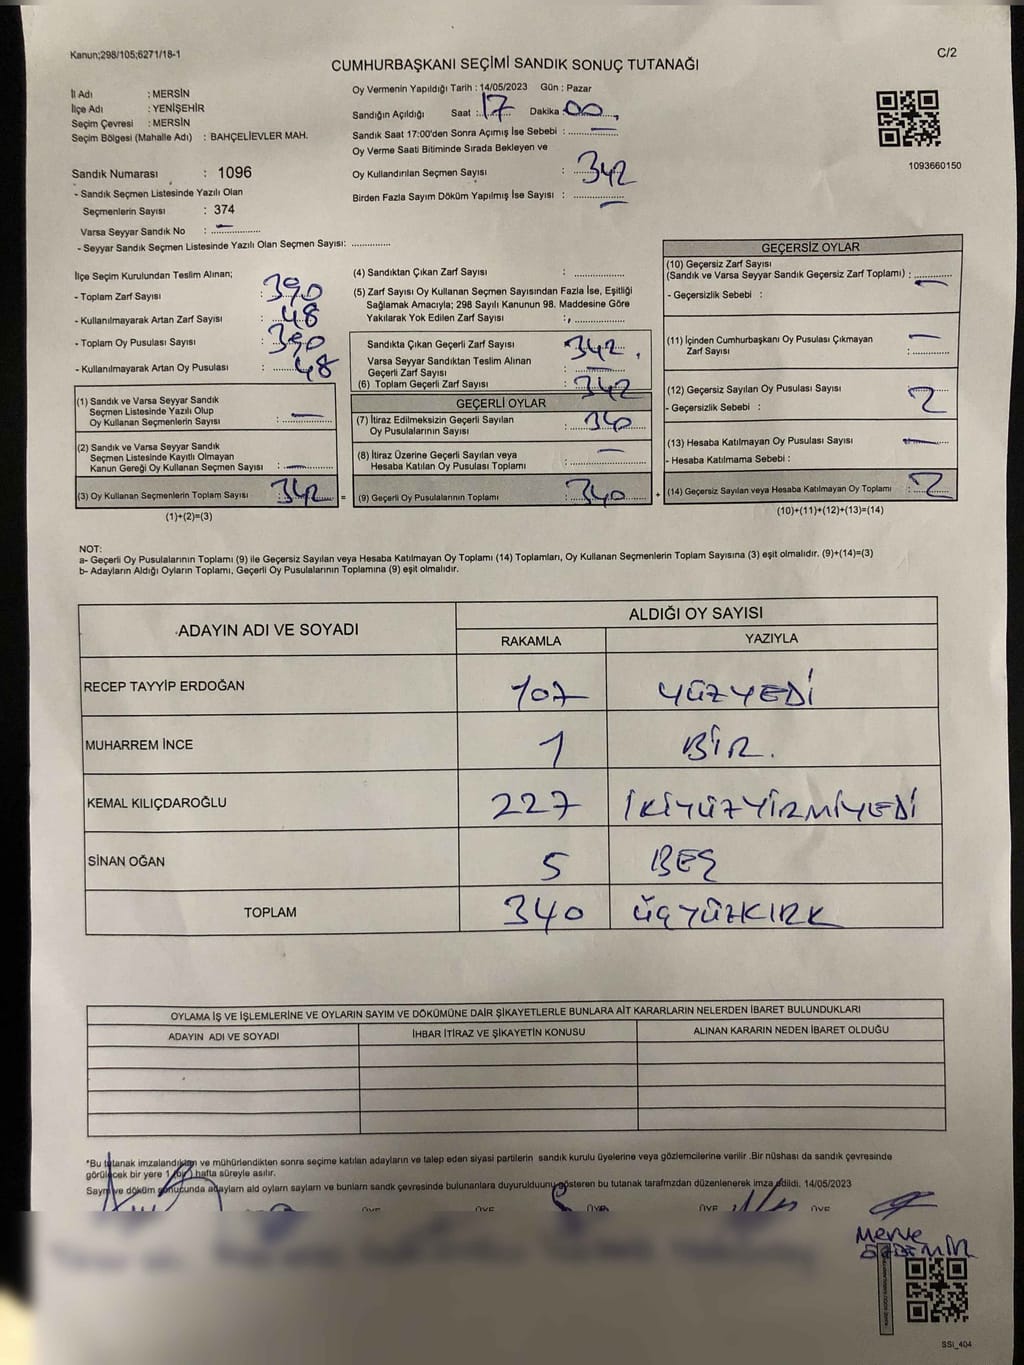 Kanun;298/105;6271/18-1
C/2
CUMHURBAŞKANI SEÇİMİ SANDIK SONUÇ TUTANAĞI
İl Adı : MERSİN
İlçe Adı : YENİŞEHİR
Seçim Çevresi : MERSİN
Seçim Bölgesi (Mahalle Adı) : BAHÇELİEVLER MAH.
Sandık Numarası : 1096
- Sandık Seçmen Listesinde Yazılı Olan
Seçmenlerin Sayısı : 374
Varsa Seyyar Sandık No : —
- Seyyar Sandık Seçmen Listesinde Yazılı Olan Seçmen Sayısı: ..............
Oy Vermenin Yapıldığı Tarih : 14/05/2023 Gün : Pazar
Sandığın Açıldığı Saat : 17 Dakika : 00
Sandık Saat 17:00'den Sonra Açımış İse Sebebi : —
Oy Verme Saati Bitiminde Sırada Bekleyen ve
Oy Kullandırılan Seçmen Sayısı : 342
Birden Fazla Sayım Döküm Yapılmış İse Sayısı : —
1093660150
İlçe Seçim Kurulundan Teslim Alınan;
- Toplam Zarf Sayısı : 390
- Kullanılmayarak Artan Zarf Sayısı : 48
- Toplam Oy Pusulası Sayısı : 390
- Kullanılmayarak Artan Oy Pusulası : 48
(1) Sandık ve Varsa Seyyar Sandık
Seçmen Listesinde Yazılı Olup
Oy Kullanan Seçmenlerin Sayısı : —
(2) Sandık ve Varsa Seyyar Sandık
Seçmen Listesinde Kayıtlı Olmayan
Kanun Gereği Oy Kullanan Seçmen Sayısı : —
(3) Oy Kullanan Seçmenlerin Toplam Sayısı : 342 =
(1)+(2)=(3)
(4) Sandıktan Çıkan Zarf Sayısı : ..............
(5) Zarf Sayısı Oy Kullanan Seçmen Sayısından Fazla İse, Eşitliği
Sağlamak Amacıyla; 298 Sayılı Kanunun 98. Maddesine Göre
Yakılarak Yok Edilen Zarf Sayısı : ..............
Sandıkta Çıkan Geçerli Zarf Sayısı : 342
Varsa Seyyar Sandıktan Teslim Alınan
Geçerli Zarf Sayısı : ..............
(6) Toplam Geçerli Zarf Sayısı : 342
GEÇERLİ OYLAR
(7) İtiraz Edilmeksizin Geçerli Sayılan
Oy Pusulalarının Sayısı : 340
(8) İtiraz Üzerine Geçerli Sayılan veya
Hesaba Katılan Oy Pusulası Toplamı : —
(9) Geçerli Oy Pusulalarının Toplamı : 340 +
GEÇERSİZ OYLAR
(10) Geçersiz Zarf Sayısı
(Sandık ve Varsa Seyyar Sandık Geçersiz Zarf Toplamı) : —
- Geçersizlik Sebebi :
(11) İçinden Cumhurbaşkanı Oy Pusulası Çıkmayan
Zarf Sayısı : —
(12) Geçersiz Sayılan Oy Pusulası Sayısı 2
- Geçersizlik Sebebi :
(13) Hesaba Katılmayan Oy Pusulası Sayısı —
- Hesaba Katılmama Sebebi :
(14) Geçersiz Sayılan veya Hesaba Katılmayan Oy Toplamı : 2
(10)+(11)+(12)+(13)=(14)
NOT:
a- Geçerli Oy Pusulalarının Toplamı (9) ile Geçersiz Sayılan veya Hesaba Katılmayan Oy Toplamı (14) Toplamları, Oy Kullanan Seçmenlerin Toplam Sayısına (3) eşit olmalıdır. (9)+(14)=(3)
b- Adayların Aldığı Oyların Toplamı, Geçerli Oy Pusulalarının Toplamına (9) eşit olmalıdır.
ADAYIN ADI VE SOYADI
ALDIĞI OY SAYISI
RAKAMLA YAZIYLA
RECEP TAYYİP ERDOĞAN 107 YÜZYEDİ
MUHARREM İNCE 1 BİR.
KEMAL KILIÇDAROĞLU 227 İKİYÜZYİRMİYEDİ
SİNAN OĞAN 5 BEŞ
TOPLAM 340 ÜÇYÜZKIRK
OYLAMA İŞ VE İŞLEMLERİNE VE OYLARIN SAYIM VE DÖKÜMÜNE DAİR ŞİKAYETLERLE BUNLARA AİT KARARLARIN NELERDEN İBARET BULUNDUKLARI
ADAYIN ADI VE SOYADI İHBAR İTİRAZ VE ŞİKAYETİN KONUSU ALINAN KARARIN NEDEN İBARET OLDUĞU
*Bu tutanak imzalandıktan ve mühürlendikten sonra seçime katılan adayların ve talep eden siyasi partilerin sandık kurulu üyelerine veya gözlemcilerine verilir .Bir nüshası da sandık çevresinde
görülecek bir yere 1 (bir) hafta süreyle asılır.
Sayım ve döküm sonucunda adayların aldı oyların sayları ve bunların sandk çevresinde bulunanlara duyurulduunu gösteren bu tutanak tarafmzdan düzenlenerek imza edildi. 14/05/2023
ÜYE ÜYE ÜYE ÜYE ÜYE
Merve
ÖZDEMİR
SSI_404